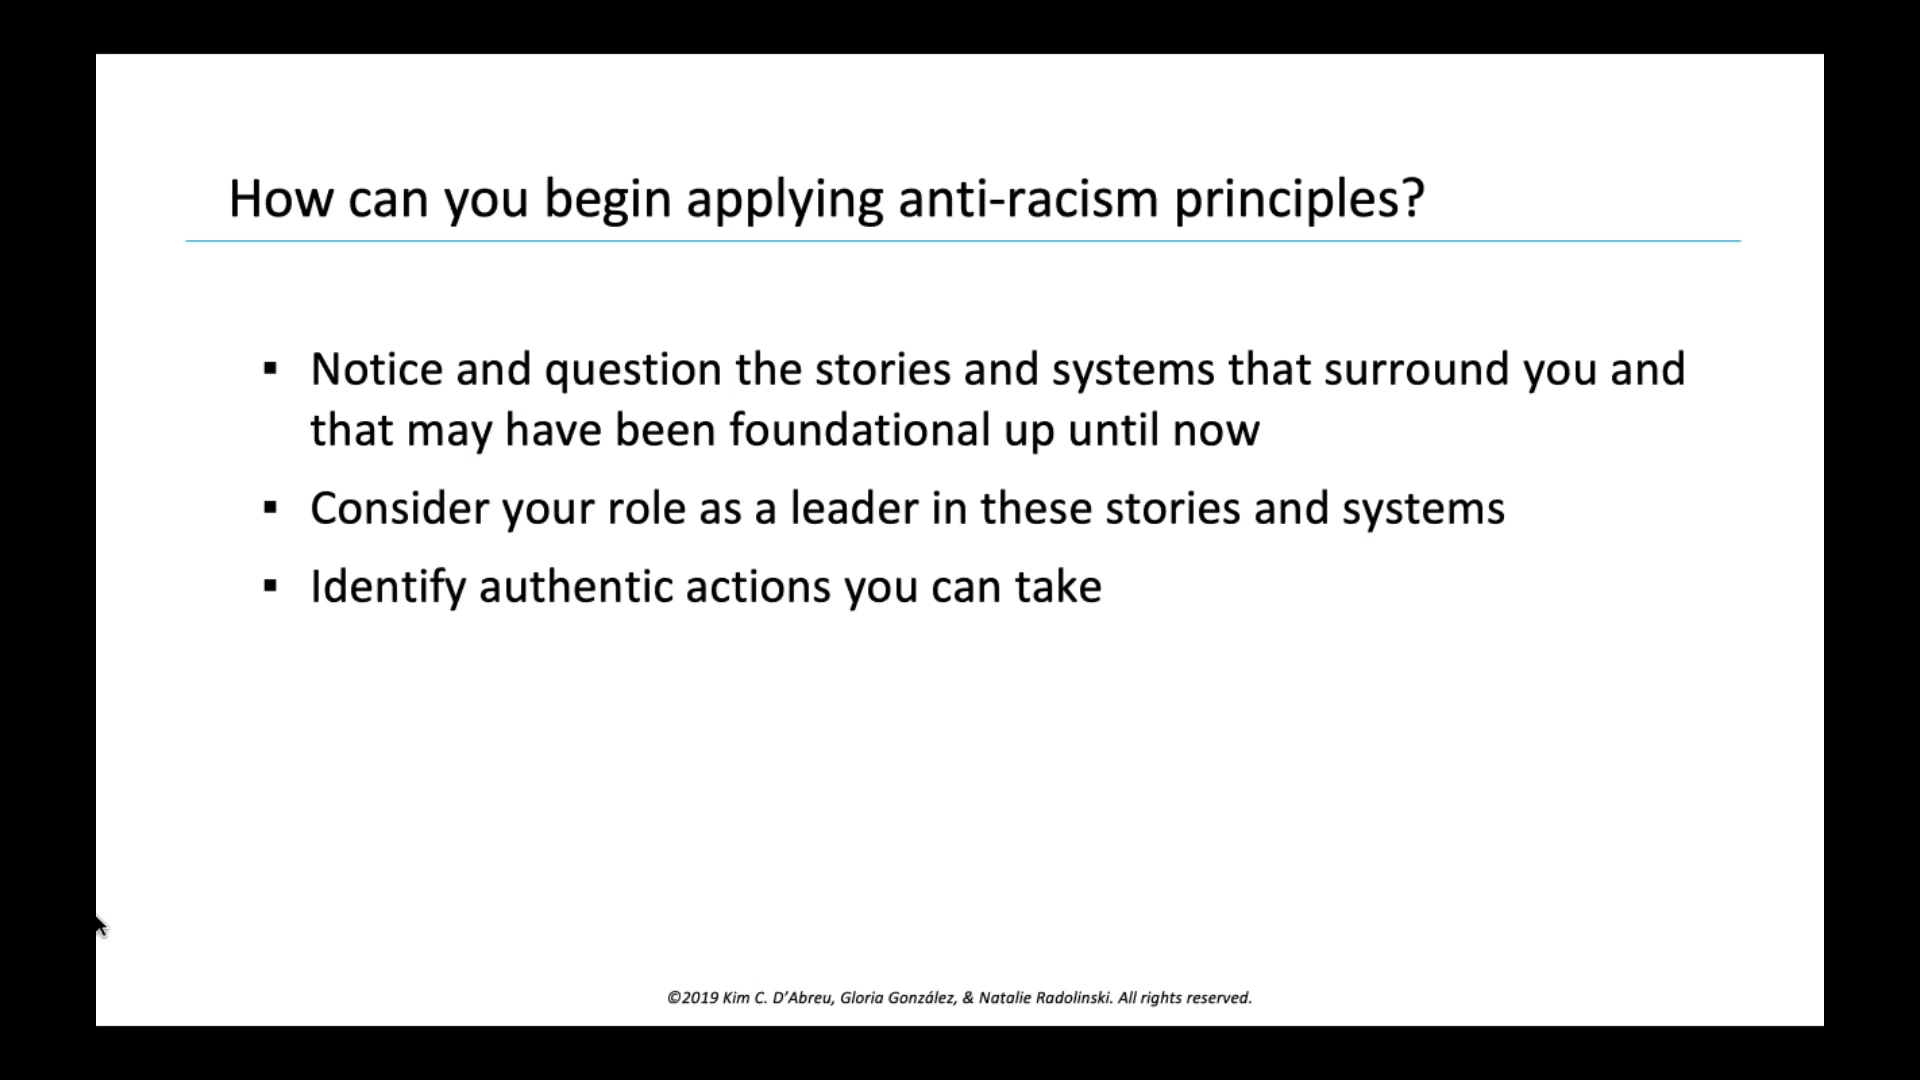 How can you begin applying anti-racism principles?
▪ Notice and question the stories and systems that surround you and
that may have been foundational up until now
▪ Consider your role as a leader in these stories and systems
▪ Identify authentic actions you can take
©2019 Kim C. D’Abreu, Gloria González, & Natalie Radolinski. All rights reserved.